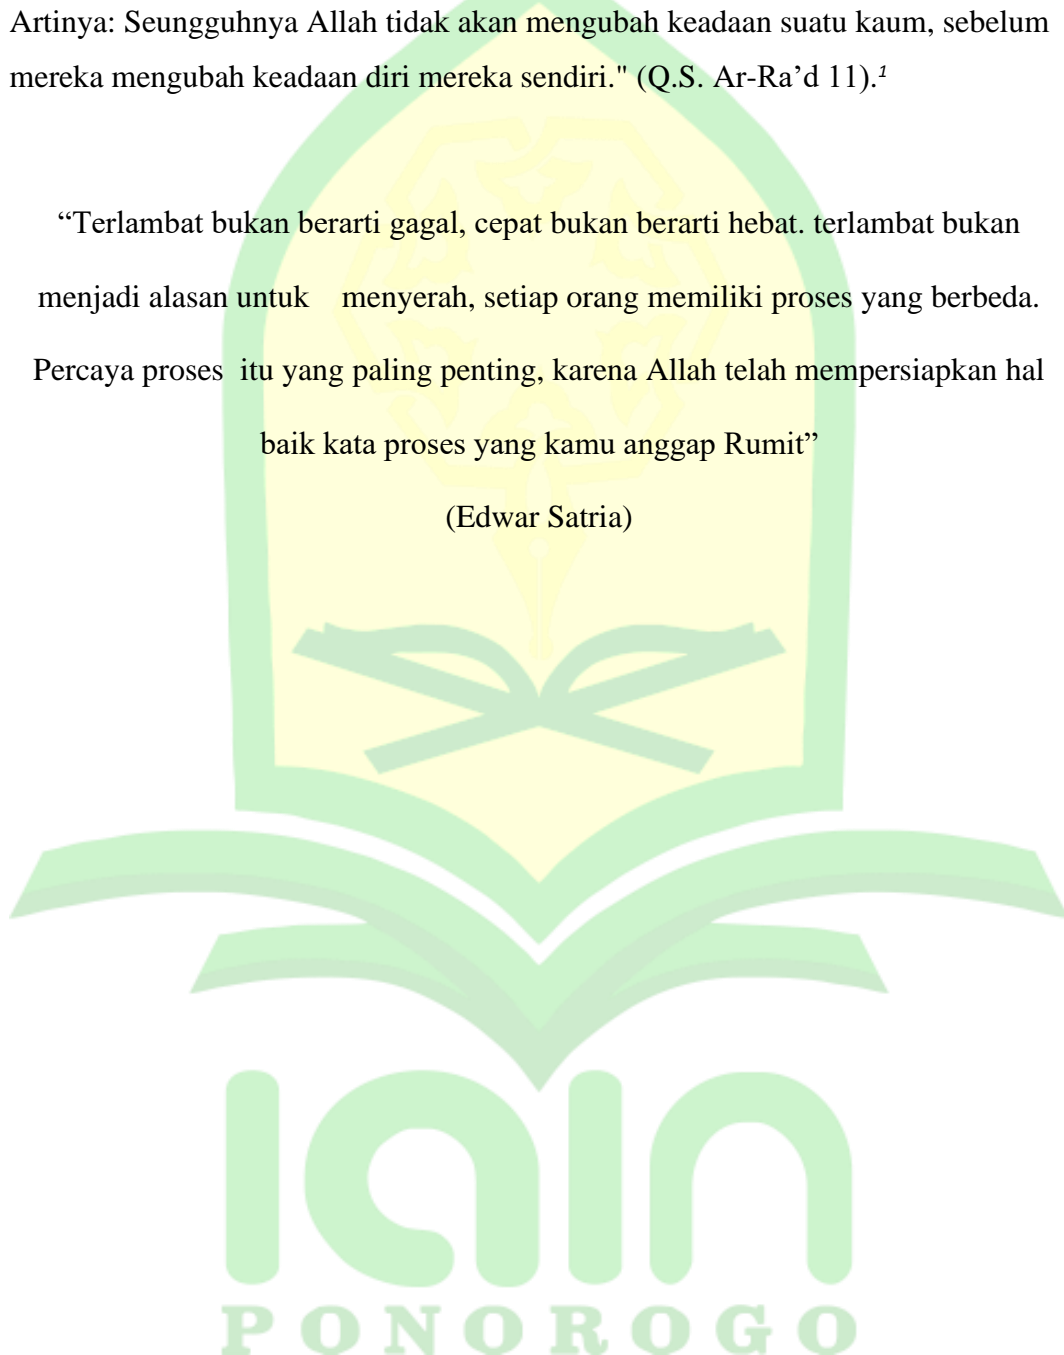 Artinya: Seungguhnya Allah tidak akan mengubah keadaan suatu kaum, sebelum
mereka mengubah keadaan diri mereka sendiri." (Q.S. Ar-Ra’d 11).¹
“Terlambat bukan berarti gagal, cepat bukan berarti hebat. terlambat bukan
menjadi alasan untuk menyerah, setiap orang memiliki proses yang berbeda.
Percaya proses itu yang paling penting, karena Allah telah mempersiapkan hal
baik kata proses yang kamu anggap Rumit”
(Edwar Satria)
IAIN
PONOROGO